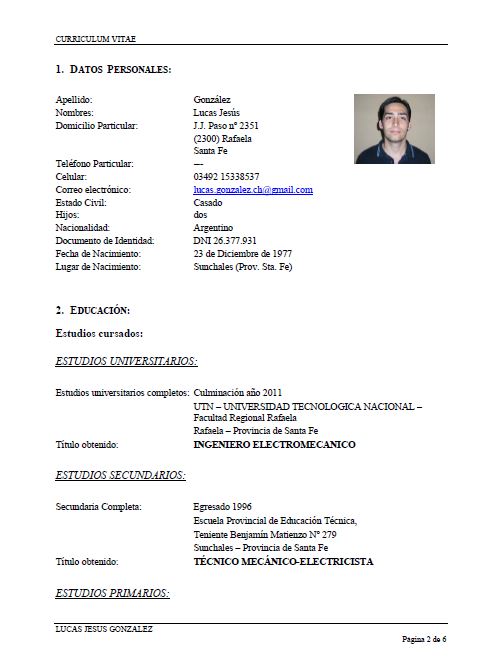 CURRICULUM VITAE
1. DATOS PERSONALES:
Apellido: González
Nombres: Lucas Jesús
Domicilio Particular: J.J. Paso nº 2351
(2300) Rafaela
Santa Fe
Teléfono Particular: ---
Celular: 03492 15338537
Correo electrónico: lucas.gonzalez.ch@gmail.com
Estado Civil: Casado
Hijos: dos
Nacionalidad: Argentino
Documento de Identidad: DNI 26.377.931
Fecha de Nacimiento: 23 de Diciembre de 1977
Lugar de Nacimiento: Sunchales (Prov. Sta. Fe)
2. EDUCACIÓN:
Estudios cursados:
ESTUDIOS UNIVERSITARIOS:
Estudios universitarios completos: Culminación año 2011
UTN – UNIVERSIDAD TECNOLOGICA NACIONAL –
Facultad Regional Rafaela
Rafaela – Provincia de Santa Fe
Título obtenido: INGENIERO ELECTROMECANICO
ESTUDIOS SECUNDARIOS:
Secundaria Completa: Egresado 1996
Escuela Provincial de Educación Técnica,
Teniente Benjamín Matienzo Nº 279
Sunchales – Provincia de Santa Fe
Título obtenido: TÉCNICO MECÁNICO-ELECTRICISTA
ESTUDIOS PRIMARIOS:
LUCAS JESUS GONZALEZ
Página 2 de 6